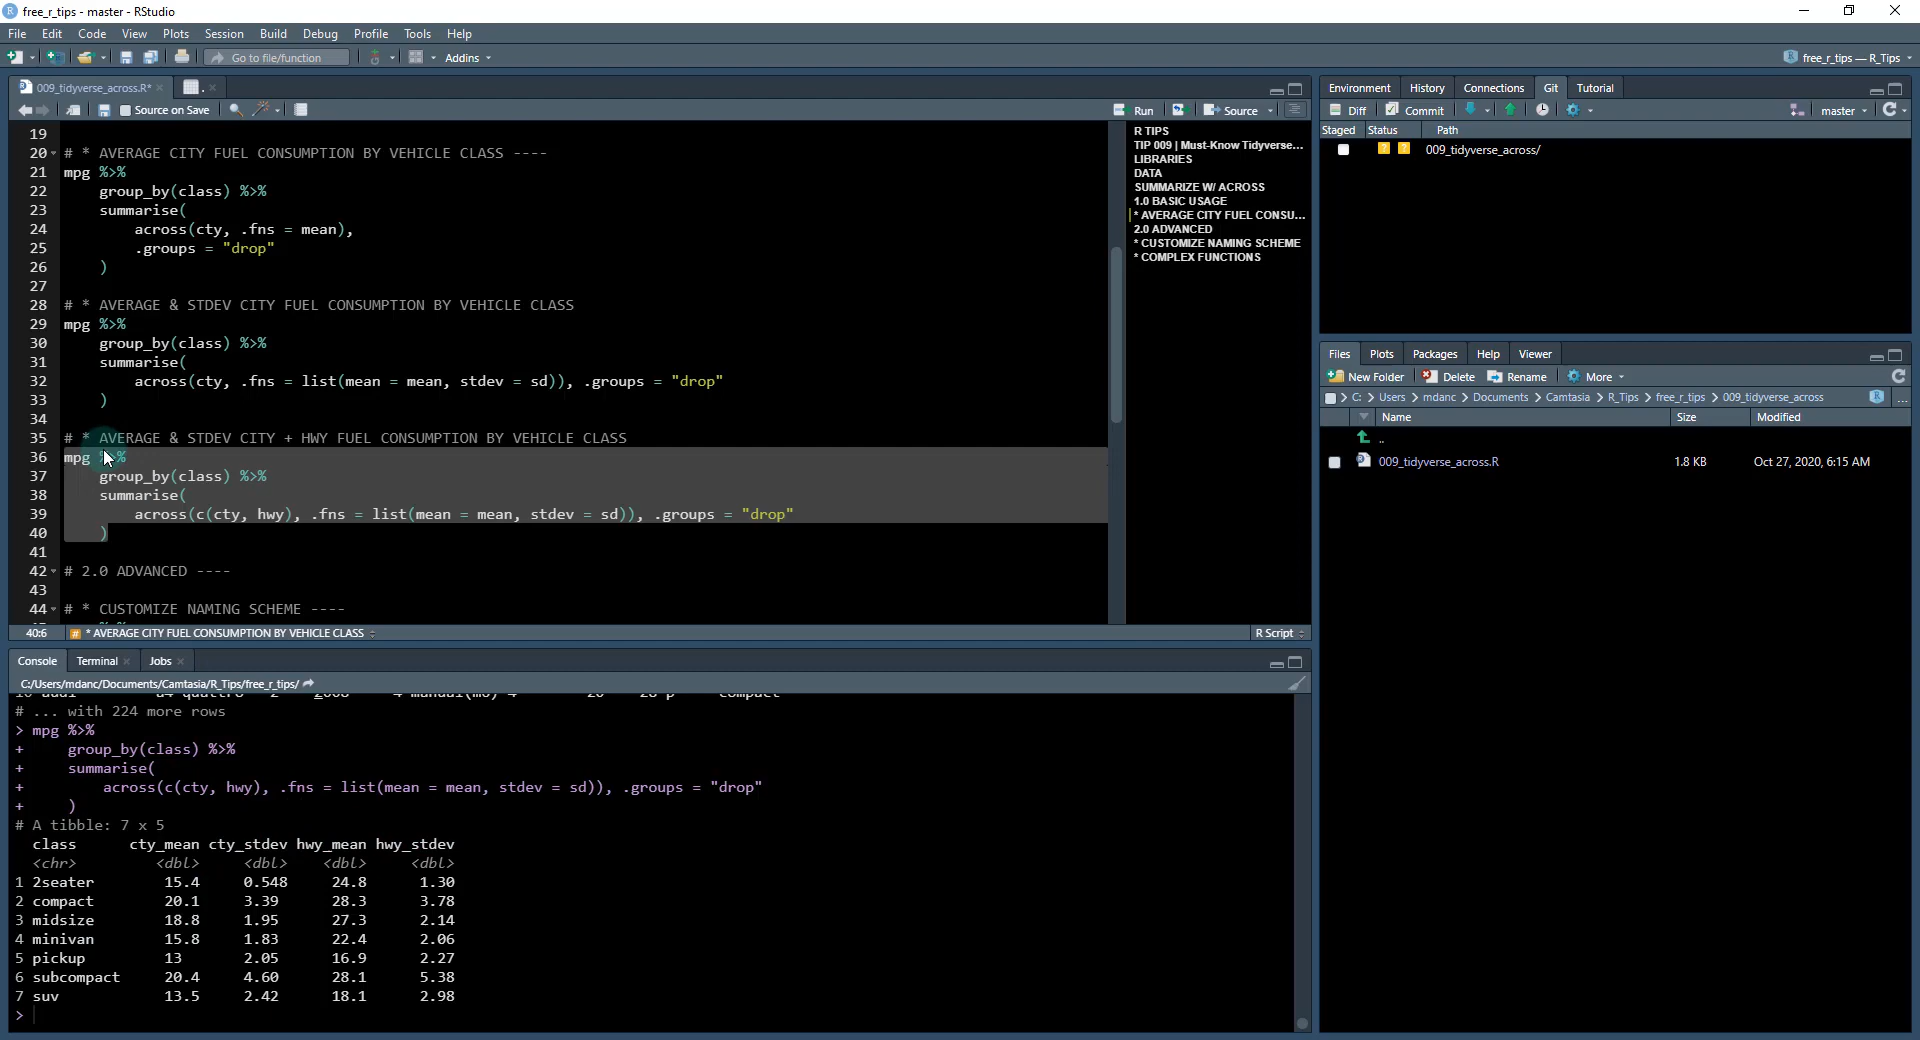 free_r_tips - master - RStudio
File Edit Code View Plots Session Build Debug Profile Tools Help
Go to file/function Addins free_r_tips — R_Tips
009_tidyverse_across.R* .
Source on Save Run Source
19
20 # * AVERAGE CITY FUEL CONSUMPTION BY VEHICLE CLASS ----
21 mpg %>%
22     group_by(class) %>%
23     summarise(
24         across(cty, .fns = mean),
25         .groups = "drop"
26     )
27
28 # * AVERAGE & STDEV CITY FUEL CONSUMPTION BY VEHICLE CLASS
29 mpg %>%
30     group_by(class) %>%
31     summarise(
32         across(cty, .fns = list(mean = mean, stdev = sd)), .groups = "drop"
33     )
34
35 # * AVERAGE & STDEV CITY + HWY FUEL CONSUMPTION BY VEHICLE CLASS
36 mpg %>%
37     group_by(class) %>%
38     summarise(
39         across(c(cty, hwy), .fns = list(mean = mean, stdev = sd)), .groups = "drop"
40     )
41
42 # 2.0 ADVANCED ----
43
44 # * CUSTOMIZE NAMING SCHEME ----
R TIPS
TIP 009 | Must-Know Tidyverse...
LIBRARIES
DATA
SUMMARIZE W/ ACROSS
1.0 BASIC USAGE
* AVERAGE CITY FUEL CONSU...
2.0 ADVANCED
* CUSTOMIZE NAMING SCHEME
* COMPLEX FUNCTIONS
40:6 # * AVERAGE CITY FUEL CONSUMPTION BY VEHICLE CLASS R Script
Console Terminal Jobs
C:/Users/mdanc/Documents/Camtasia/R_Tips/free_r_tips/
# ... with 224 more rows
> mpg %>%
+     group_by(class) %>%
+     summarise(
+         across(c(cty, hwy), .fns = list(mean = mean, stdev = sd)), .groups = "drop"
+     )
# A tibble: 7 x 5
class cty_mean cty_stdev hwy_mean hwy_stdev
<chr> <dbl> <dbl> <dbl> <dbl>
1 2seater 15.4 0.548 24.8 1.30
2 compact 20.1 3.39 28.3 3.78
3 midsize 18.8 1.95 27.3 2.14
4 minivan 15.8 1.83 22.4 2.06
5 pickup 13 2.05 16.9 2.27
6 subcompact 20.4 4.60 28.1 5.38
7 suv 13.5 2.42 18.1 2.98
>
Environment History Connections Git Tutorial
Diff Commit master
Staged Status Path
? ? 009_tidyverse_across/
Files Plots Packages Help Viewer
New Folder Delete Rename More
C: > Users > mdanc > Documents > Camtasia > R_Tips > free_r_tips > 009_tidyverse_across ...
Name Size Modified
..
009_tidyverse_across.R 1.8 KB Oct 27, 2020, 6:15 AM